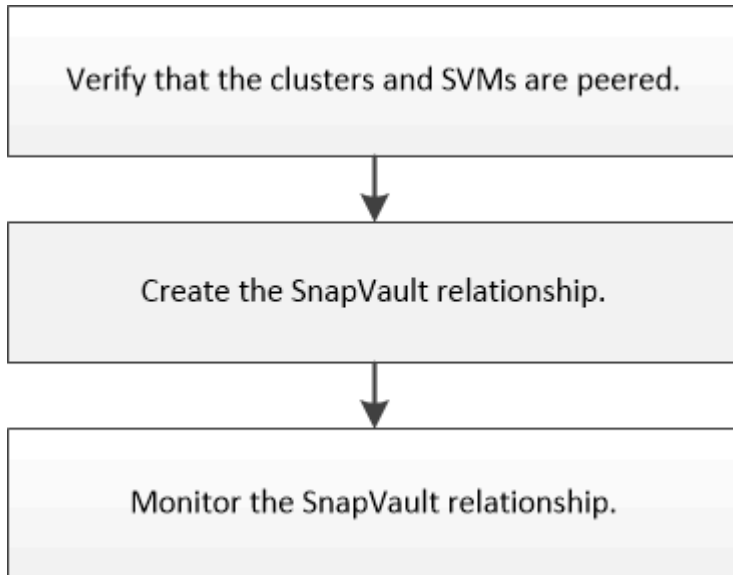 Verify that the clusters and SVMs are peered.
Create the SnapVault relationship.
Monitor the SnapVault relationship.